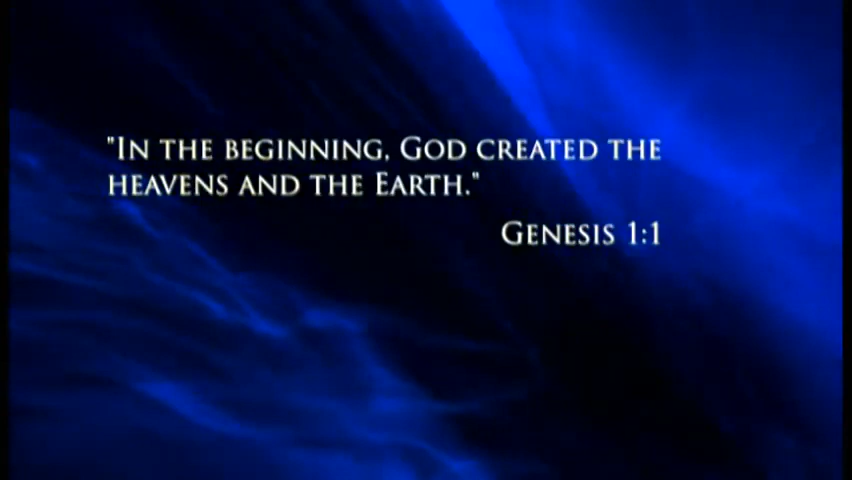 "In the beginning, God created the
heavens and the Earth."
Genesis 1:1